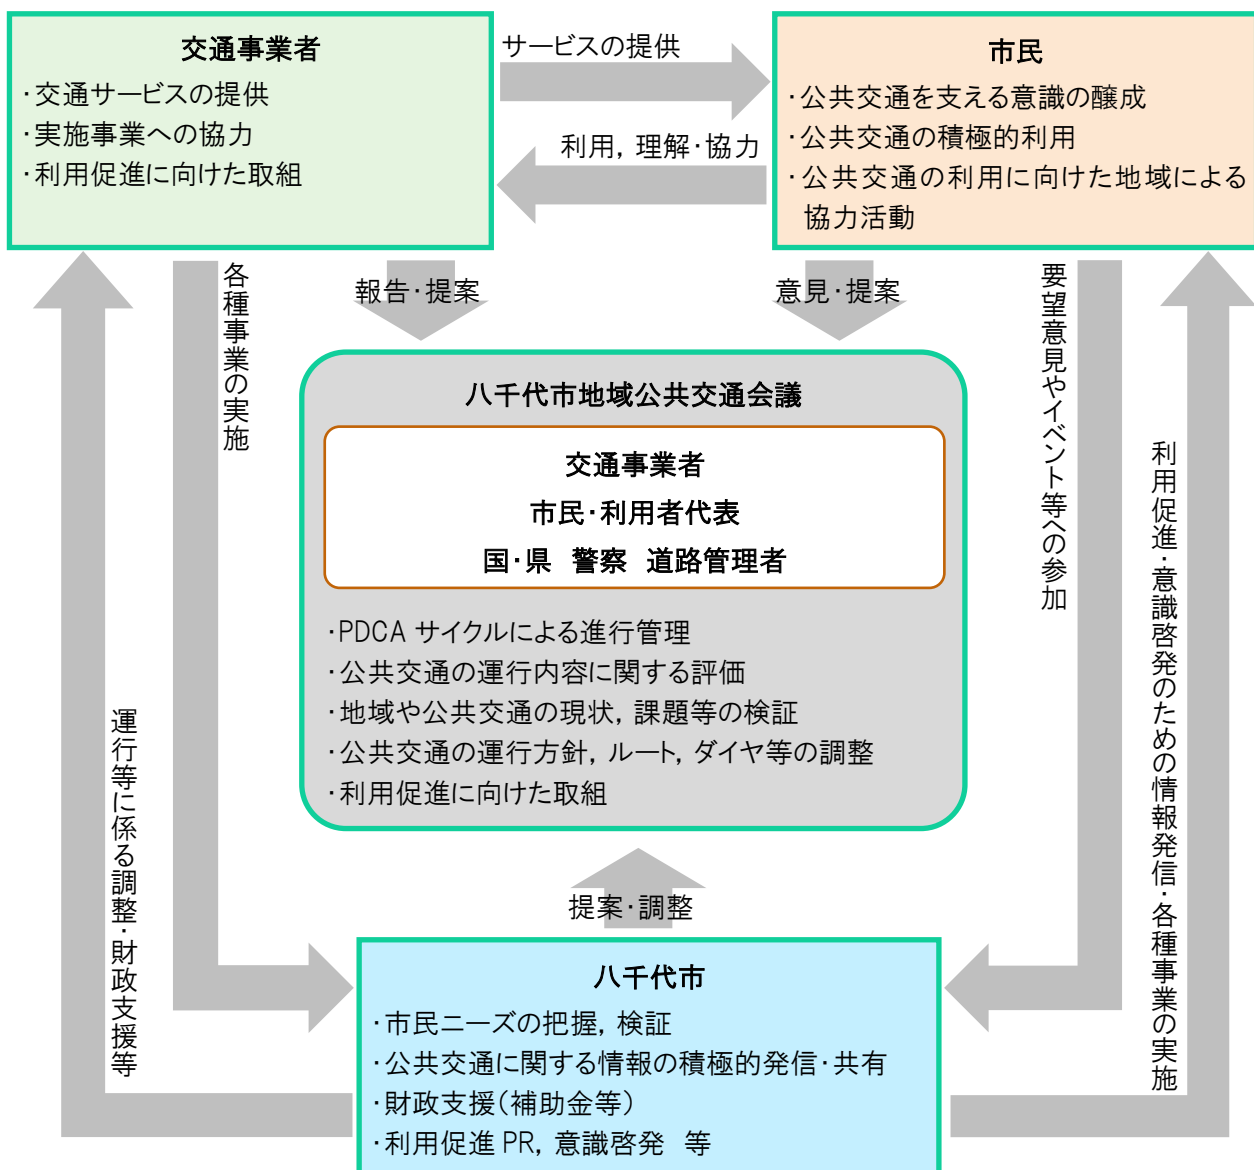 交通事業者
・交通サービスの提供
・実施事業への協力
・利用促進に向けた取組
サービスの提供
利用，理解・協力
市民
・公共交通を支える意識の醸成
・公共交通の積極的利用
・公共交通の利用に向けた地域による
協力活動
各種事業の実施
報告・提案
意見・提案
要望意見やイベント等への参加
八千代市地域公共交通会議
交通事業者
市民・利用者代表
国・県　警察　道路管理者
・PDCA サイクルによる進行管理
・公共交通の運行内容に関する評価
・地域や公共交通の現状，課題等の検証
・公共交通の運行方針，ルート，ダイヤ等の調整
・利用促進に向けた取組
運行等に係る調整・財政支援等
利用促進・意識啓発のための情報発信・各種事業の実施
提案・調整
八千代市
・市民ニーズの把握，検証
・公共交通に関する情報の積極的発信・共有
・財政支援（補助金等）
・利用促進 PR，意識啓発　等